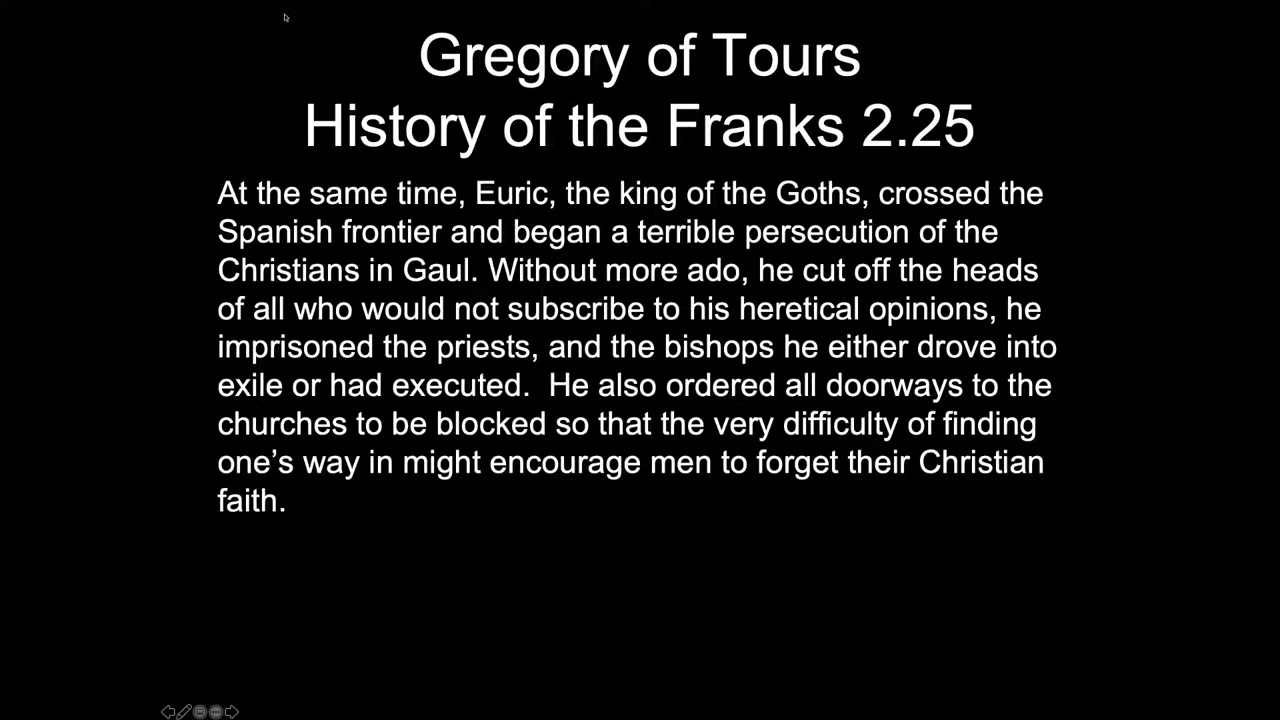 Gregory of Tours
History of the Franks 2.25
At the same time, Euric, the king of the Goths, crossed the
Spanish frontier and began a terrible persecution of the
Christians in Gaul. Without more ado, he cut off the heads
of all who would not subscribe to his heretical opinions, he
imprisoned the priests, and the bishops he either drove into
exile or had executed.  He also ordered all doorways to the
churches to be blocked so that the very difficulty of finding
one’s way in might encourage men to forget their Christian
faith.